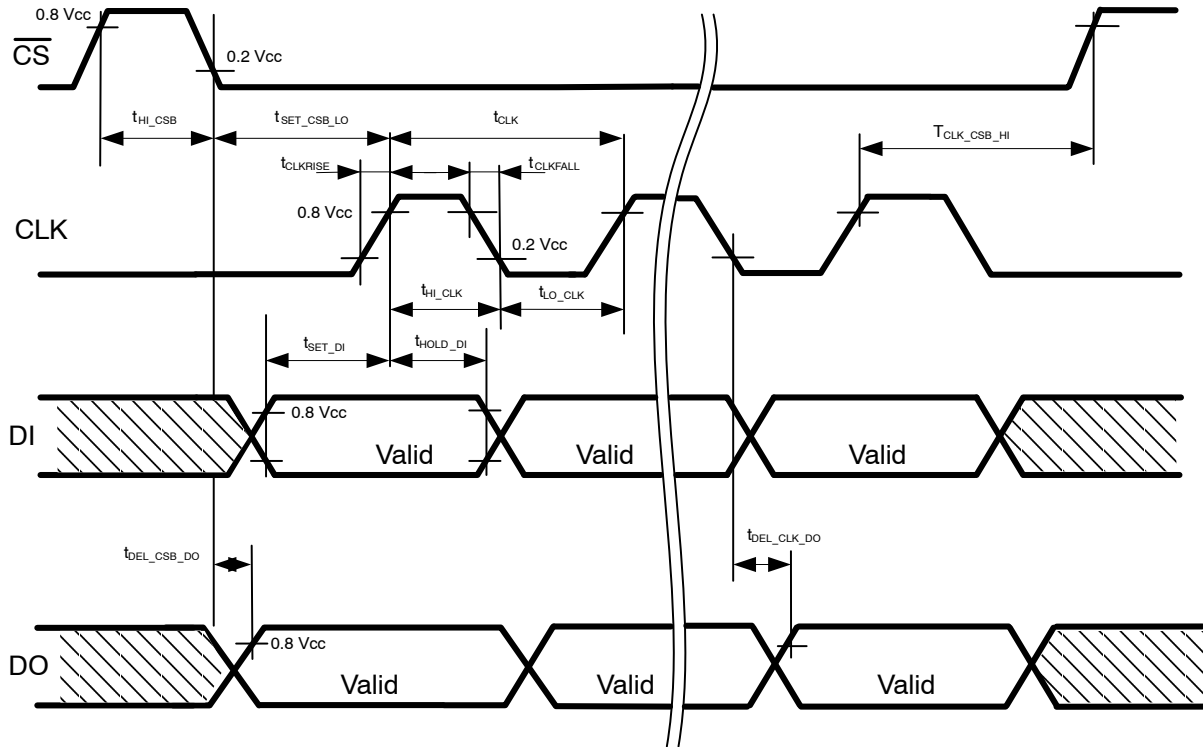 0.8 Vcc
CS
0.2 Vcc
tHI_CSB
tSET_CSB_LO
tCLK
TCLK_CSB_HI
tCLKRISE
tCLKFALL
0.8 Vcc
CLK
0.2 Vcc
tHI_CLK
tLO_CLK
tSET_DI
tHOLD_DI
0.8 Vcc
DI
Valid
Valid
Valid
tDEL_CSB_DO
tDEL_CLK_DO
0.8 Vcc
DO
Valid
Valid
Valid